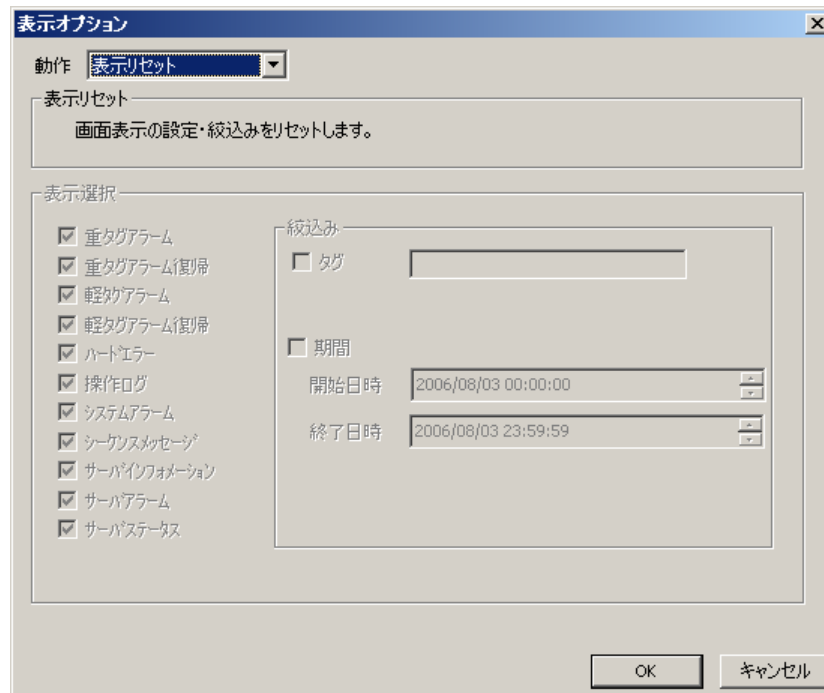 表示オプション
動作 表示リセット
表示リセット
画面表示の設定・絞込みをリセットします。
表示選択
重タグアラーム
重タグアラーム復帰
軽タグアラーム
軽タグアラーム復帰
ハードエラー
操作ログ
システムアラーム
シーケンスメッセージ
サーバインフォメーション
サーバアラーム
サーバステータス
絞込み
タグ
期間
開始日時 2006/08/03 00:00:00
終了日時 2006/08/03 23:59:59
OK キャンセル